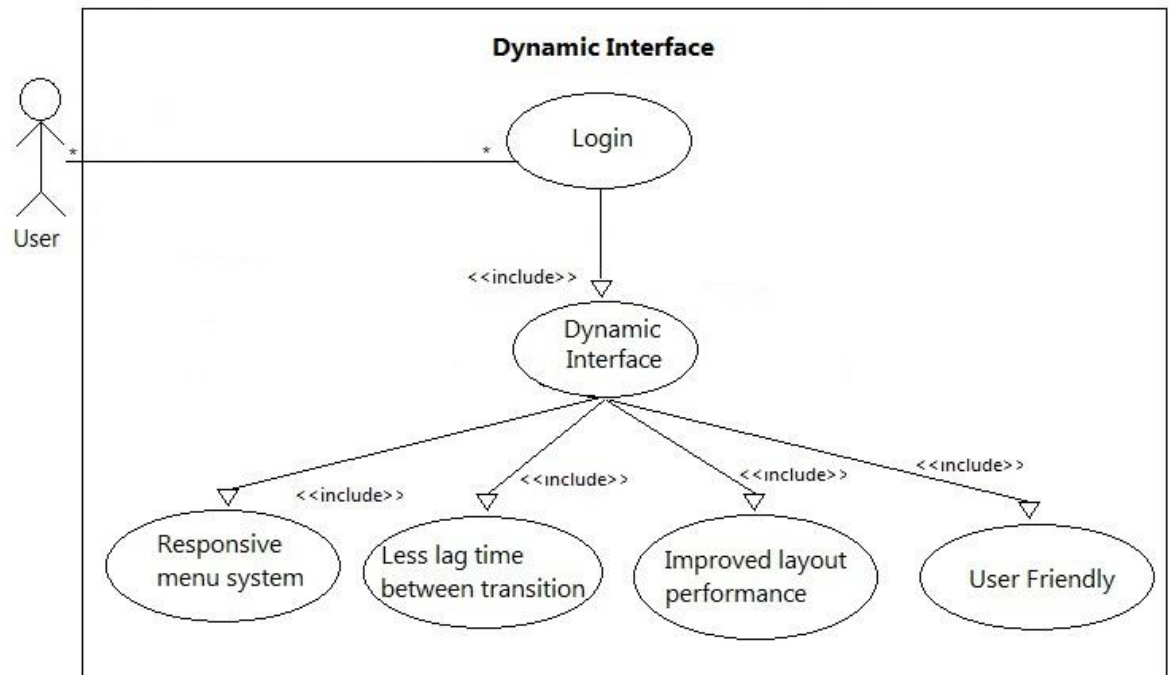 Dynamic Interface
Login
*
*
User
<<include>>
Dynamic
Interface
<<include>>
<<include>>
<<include>>
<<include>>
Responsive
menu system
Less lag time
between transition
Improved layout
performance
User Friendly